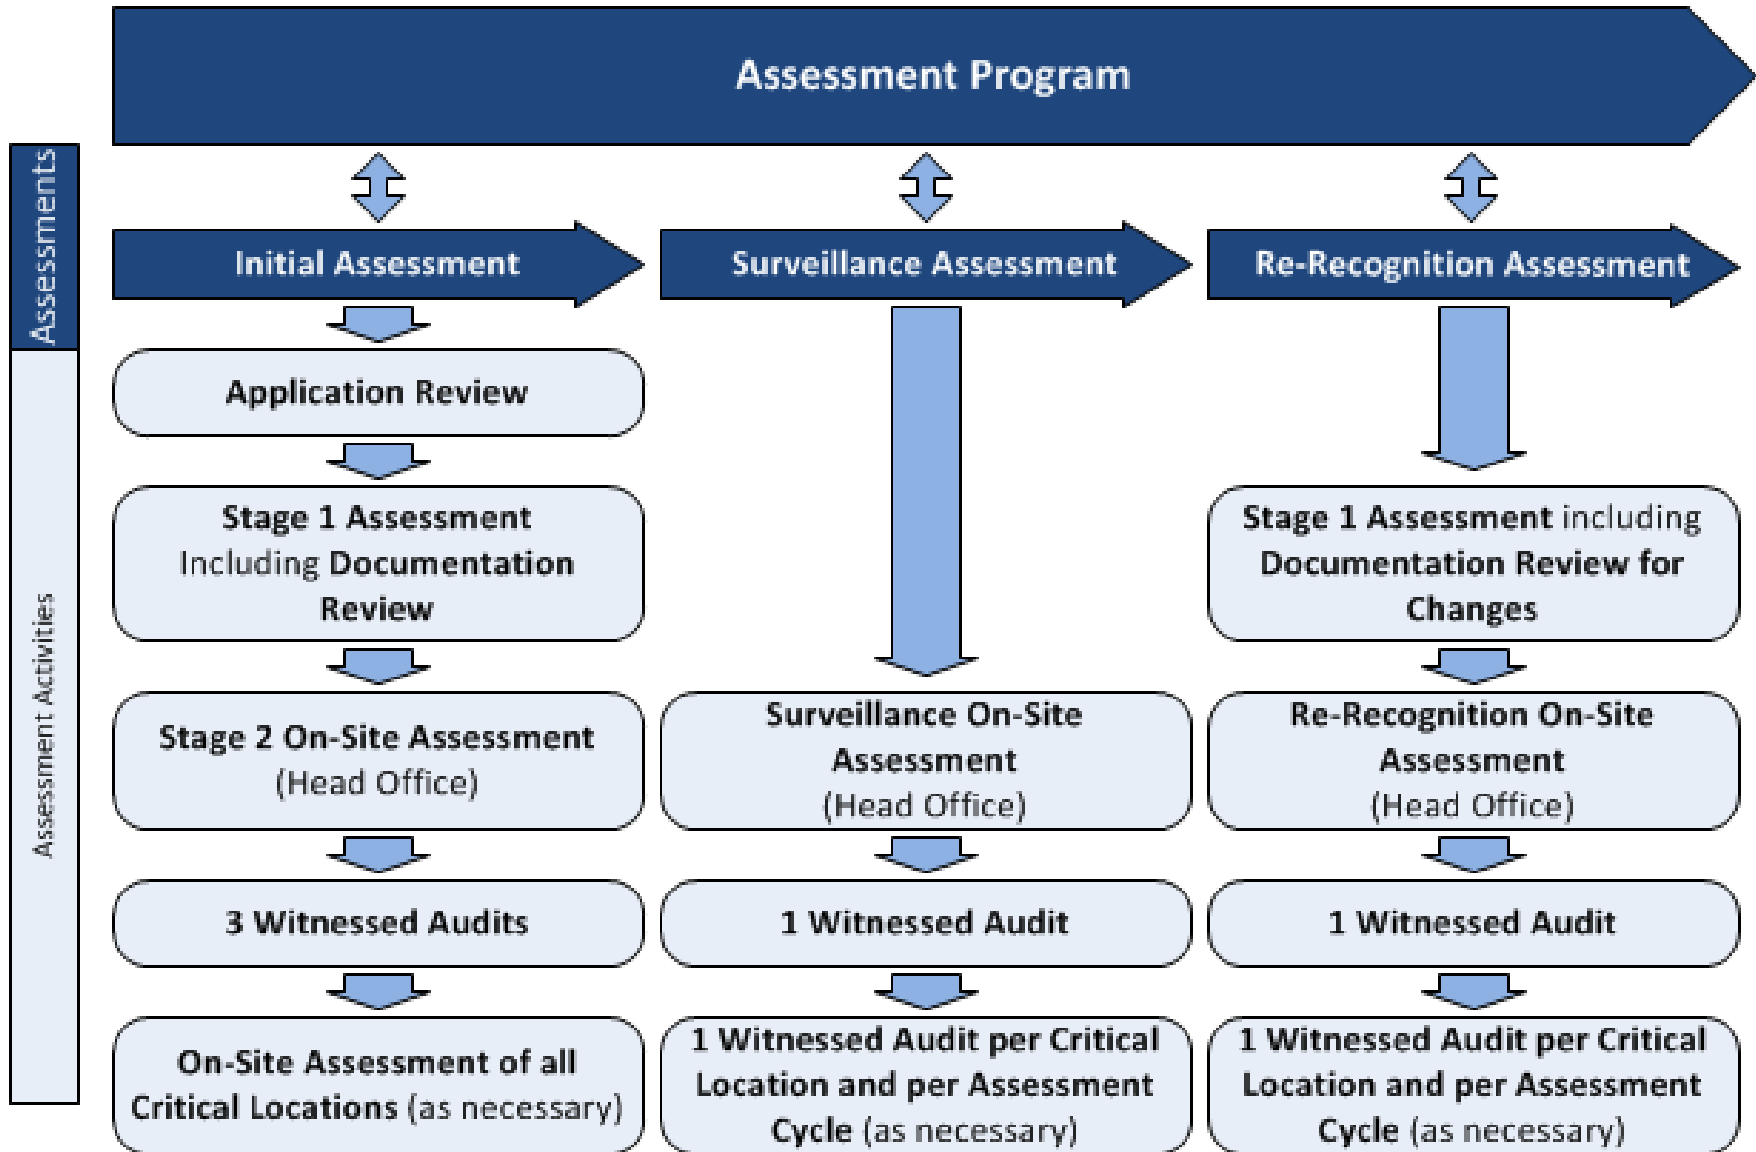 Assessment Program
Assessments
Initial Assessment
Surveillance Assessment
Re-Recognition Assessment
Assessment Activities
Application Review
Stage 1 Assessment
Including Documentation
Review
Stage 2 On-Site Assessment
(Head Office)
3 Witnessed Audits
On-Site Assessment of all
Critical Locations (as necessary)
Surveillance On-Site
Assessment
(Head Office)
1 Witnessed Audit
1 Witnessed Audit per Critical
Location and per Assessment
Cycle (as necessary)
Stage 1 Assessment including
Documentation Review for
Changes
Re-Recognition On-Site
Assessment
(Head Office)
1 Witnessed Audit
1 Witnessed Audit per Critical
Location and per Assessment
Cycle (as necessary)